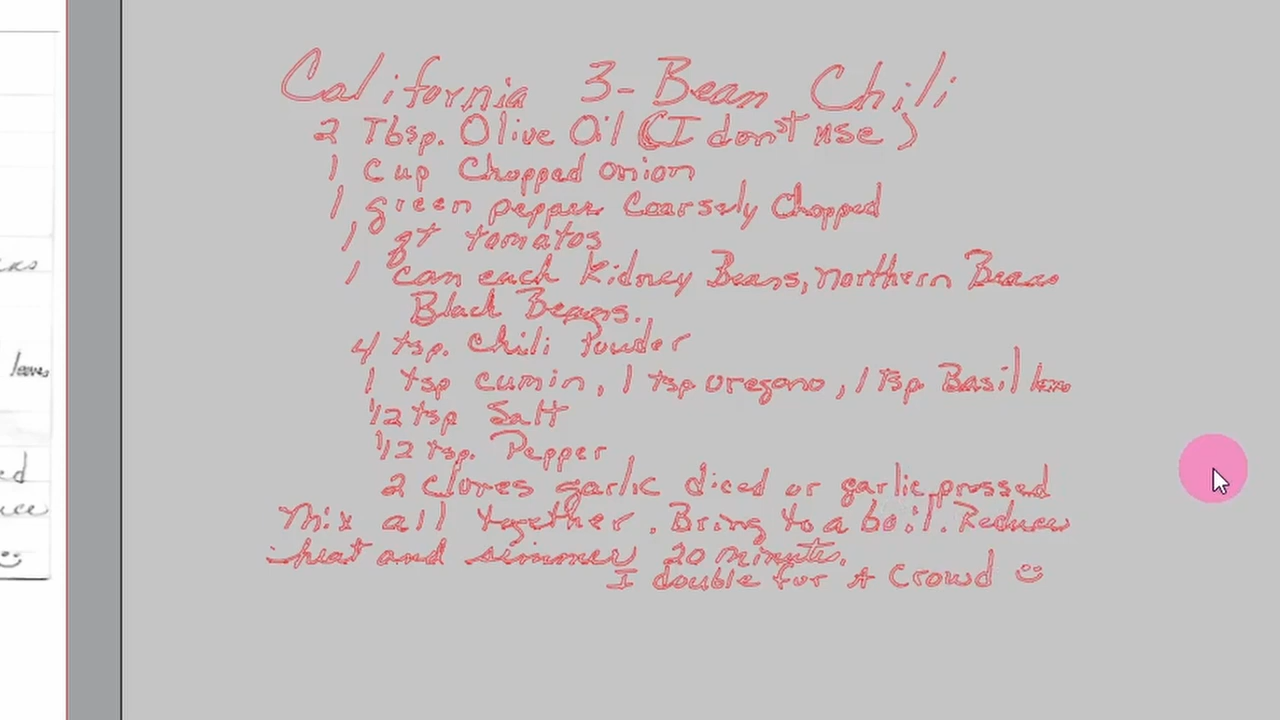 California 3-Bean Chili
2 Tbsp. Olive Oil (I don't use)
1 Cup Chopped onion
1 green pepper Coarsely Chopped
1 qt tomatos
1 can each Kidney Beans, northern Beans
Black Beans.
4 tsp. Chili Powder
1 tsp cumin, 1 tsp oregano, 1 tsp Basil leaves
1/2 tsp Salt
1/2 tsp. Pepper
2 cloves garlic diced or garlic pressed
Mix all together. Bring to a boil. Reduce
heat and simmer 20 minutes.
I double for A Crowd ☺
leaves